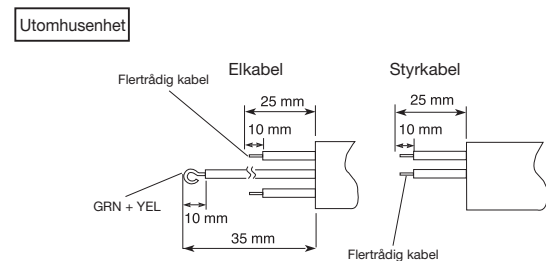 Utomhusenhet
Elkabel
Styrkabel
Flertrådig kabel
25 mm
25 mm
10 mm
10 mm
GRN + YEL
10 mm
35 mm
Flertrådig kabel